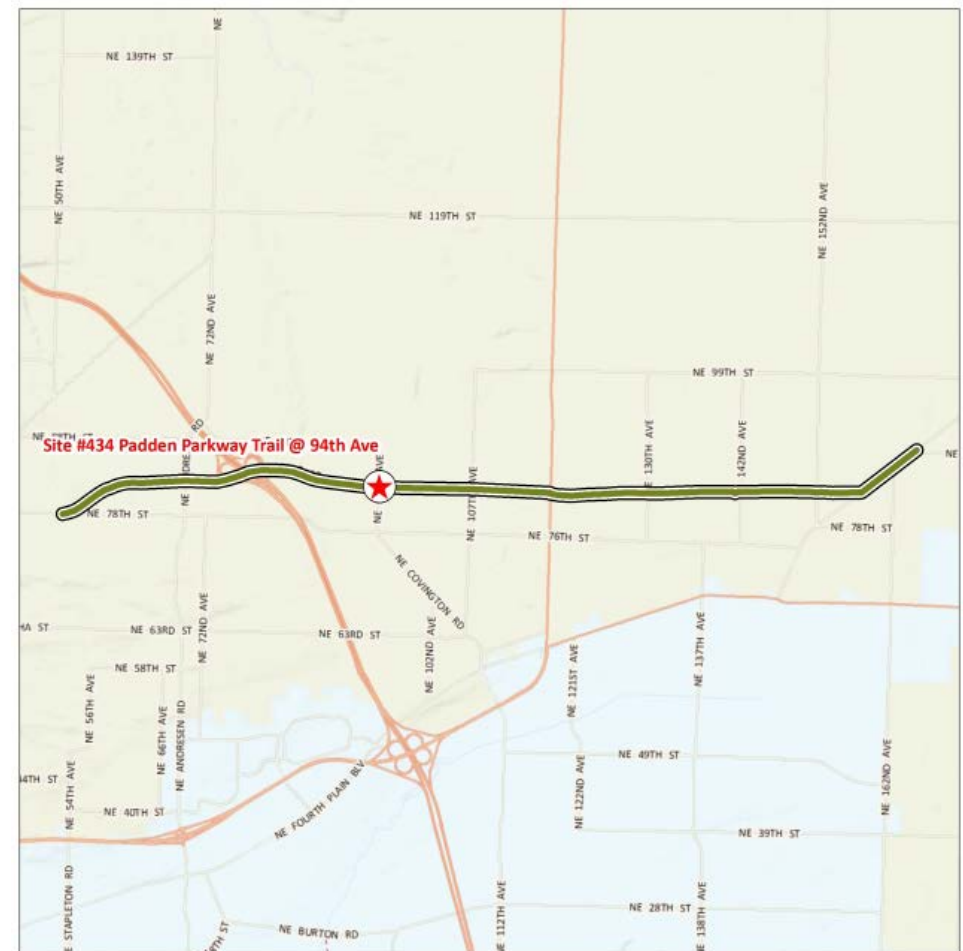 NE
NE 139TH ST
NE 50TH AVE
NE 152ND AVE
NE 119TH ST
NE 72ND AVE
NE 99TH ST
RD
Site #434 Padden Parkway Trail @ 94th Ave
NE 130TH AVE
142ND AVE
NE
NE
NE 107TH AVE
NE 78TH ST
NE
NE 78TH ST
NE 76TH ST
NE COVINGTON RD
NE 72ND AVE
NE 63RD ST
NE 63RD ST
ST
NE 102ND AVE
NE 137TH AVE
NE 58TH ST
NE 121ST AVE
NE 56TH AVE
NE 66TH AVE
NE ANDRESEN RD
NE 49TH ST
NE 54TH AVE
44TH ST
NE FOURTH PLAIN BLV
NE 122ND AVE
NE 162ND AVE
NE 40TH ST
NE 39TH ST
STAPLETON RD
NE 112TH AVE
NE 28TH ST
NE 138TH AVE
NE BURTON RD
ST